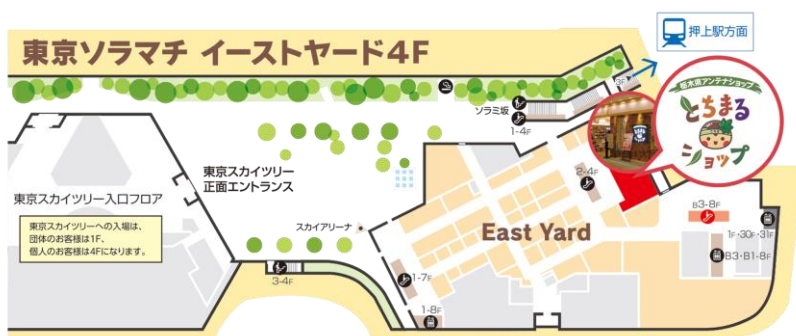 東京ソラマチ イーストヤード4F
押上駅方面
3F
栃木県アンテナショップ
とちまる
ショップ
ソラミ坂
1-4F
2-4F
東京スカイツリー
正面エントランス
東京スカイツリー入口フロア
東京スカイツリーへの入場は、
団体のお客様は1F、
個人のお客様は4Fになります。
スカイアリーナ
East Yard
B3-8F
1F・30F・31F
B3・B1-8F
3-4F
1-7F
1-8F